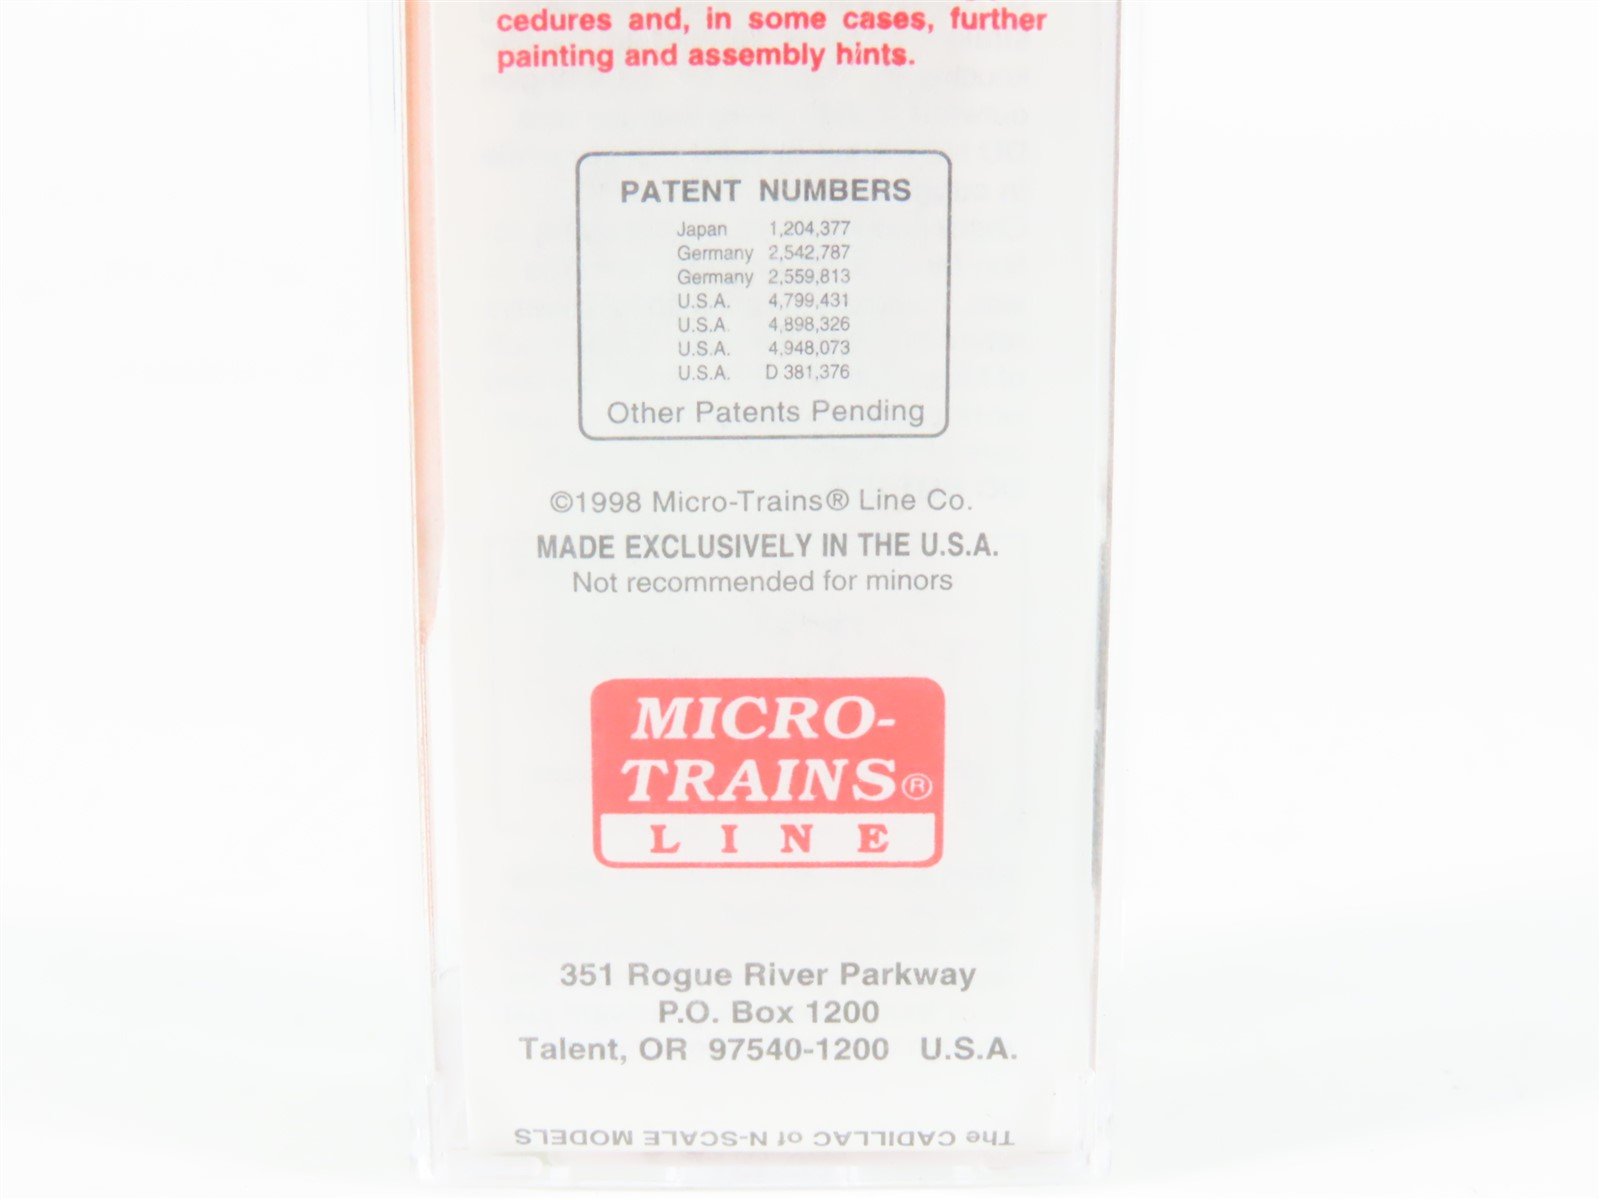 cedures and, in some cases, further
painting and assembly hints.
PATENT NUMBERS
Japan 1,204,377
Germany 2,542,787
Germany 2,559,813
U.S.A. 4,799,431
U.S.A. 4,898,326
U.S.A. 4,948,073
U.S.A. D 381,376
Other Patents Pending
©1998 Micro-Trains® Line Co.
MADE EXCLUSIVELY IN THE U.S.A.
Not recommended for minors
MICRO-
TRAINS®
LINE
351 Rogue River Parkway
P.O. Box 1200
Talent, OR 97540-1200 U.S.A.
The CADILLAC of N-SCALE MODELS